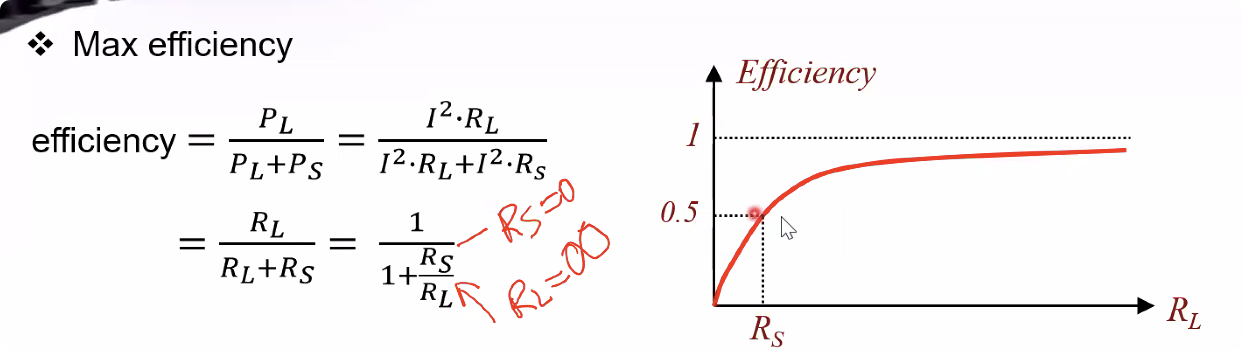 ❖ Max efficiency
efficiency = P_L / (P_L+P_S) = I²·R_L / (I²·R_L+I²·R_S)
= R_L / (R_L+R_S) = 1 / (1+R_S/R_L)
RS=0
RL=∞
Efficiency
1
0.5
R_S
R_L